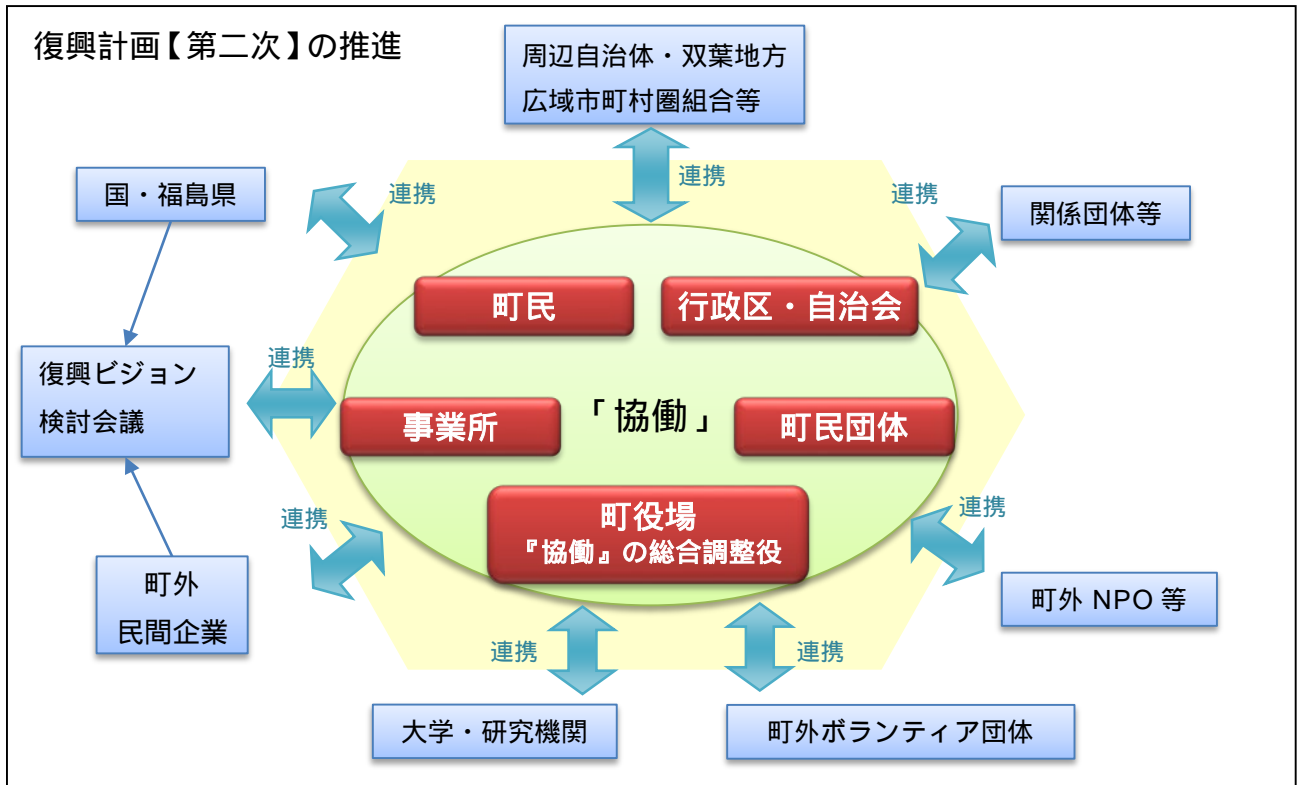 復興計画【第二次】の推進
周辺自治体・双葉地方
広域市町村圏組合等
国・福島県
連携
連携
連携
関係団体等
町民
行政区・自治会
復興ビジョン
検討会議
連携
事業所
「協働」
町民団体
町役場
『協働』の総合調整役
連携
連携
町外
民間企業
町外 NPO 等
連携
連携
大学・研究機関
町外ボランティア団体